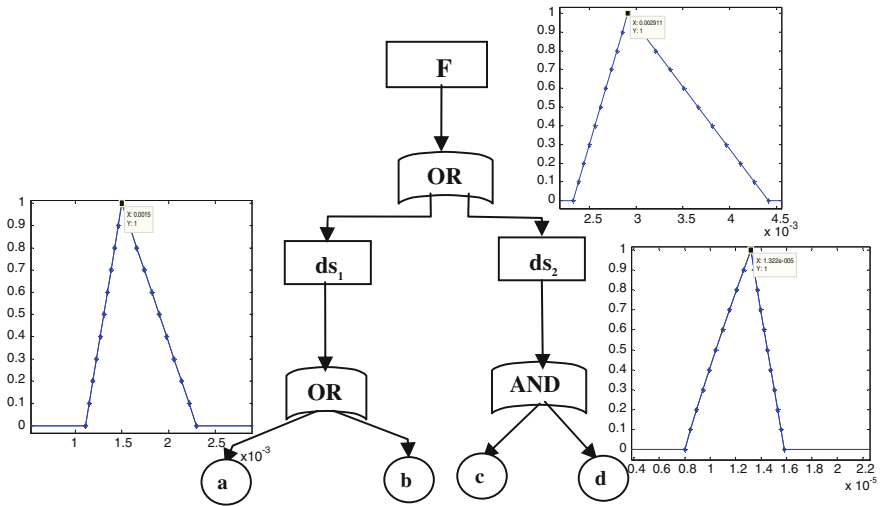 F
OR
ds1
ds2
OR
AND
a
b
c
d
1
0.9
0.8
0.7
0.6
0.5
0.4
0.3
0.2
0.1
0
X: 0.002911
Y: 1
2.5
3.5
4.5
x 10-3
1
0.9
0.8
0.7
0.6
0.5
0.4
0.3
0.2
0.1
0
X: 0.0015
Y: 1
1
1.5
2
2.5
x10-3
1
0.9
0.8
0.7
0.6
0.5
0.4
0.3
0.2
0.1
0
X: 1.322e-005
Y: 1
0.4
0.6
0.8
1
1.2
1.4
1.6
1.8
2
2.2
x 10-5